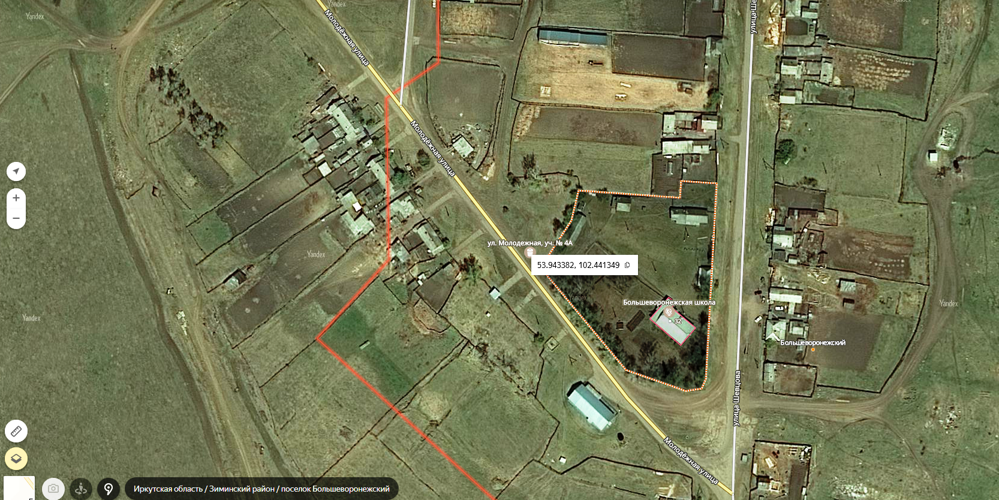 Yandex
Yandex
Yandex
Молодёжная улица
улица Ше
Молодёжная улица
ул. Молодежная, уч. № 4А
Yandex
53.943382, 102.441349
Yandex
Большеворонежская школа
Yandex
Yandex
32
Большеворонежский
улица Шевцова
Молодёжная улица
Иркутская область / Зиминский район / поселок Большеворонежский